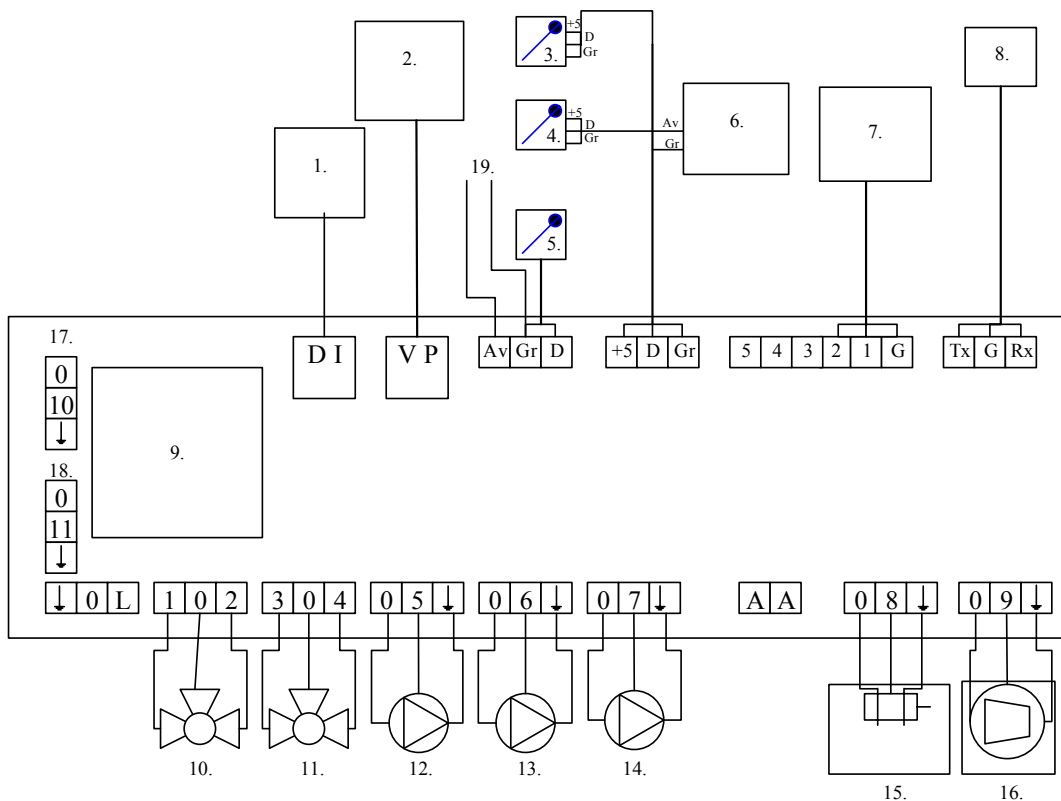 +5
D
3.
Gr
2.
8.
+5
D
4.
Gr
Av
6.
Gr
7.
1.
19.
5.
17.
D I
V P
Av Gr D
+5 D Gr
5 4 3 2 1 G
Tx G Rx
0
10
↓
9.
18.
0
11
↓
↓ 0 L
1 0 2
3 0 4
0 5 ↓
0 6 ↓
0 7 ↓
A A
0 8 ↓
0 9 ↓
10.
11.
12.
13.
14.
15.
16.